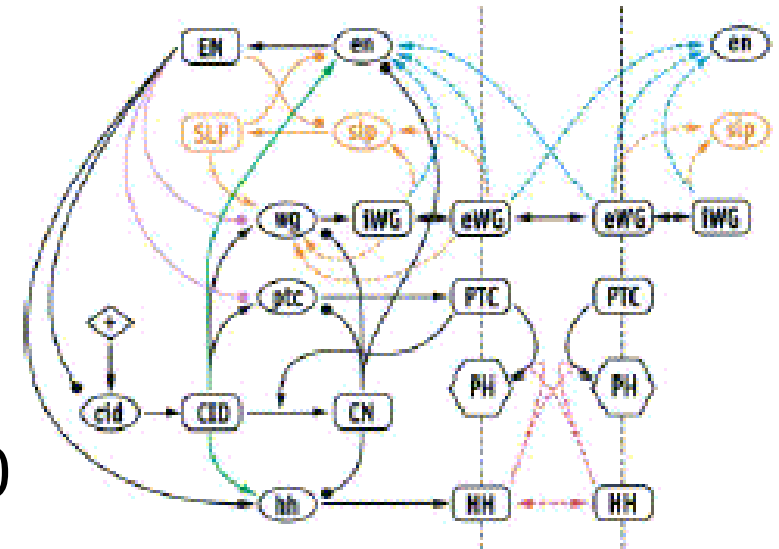 EN en en
SLP slp slp
wg iWG eWG eWG iWG
ptc PTC PTC
+
PH PH
cid CID CN
hh HH HH
)